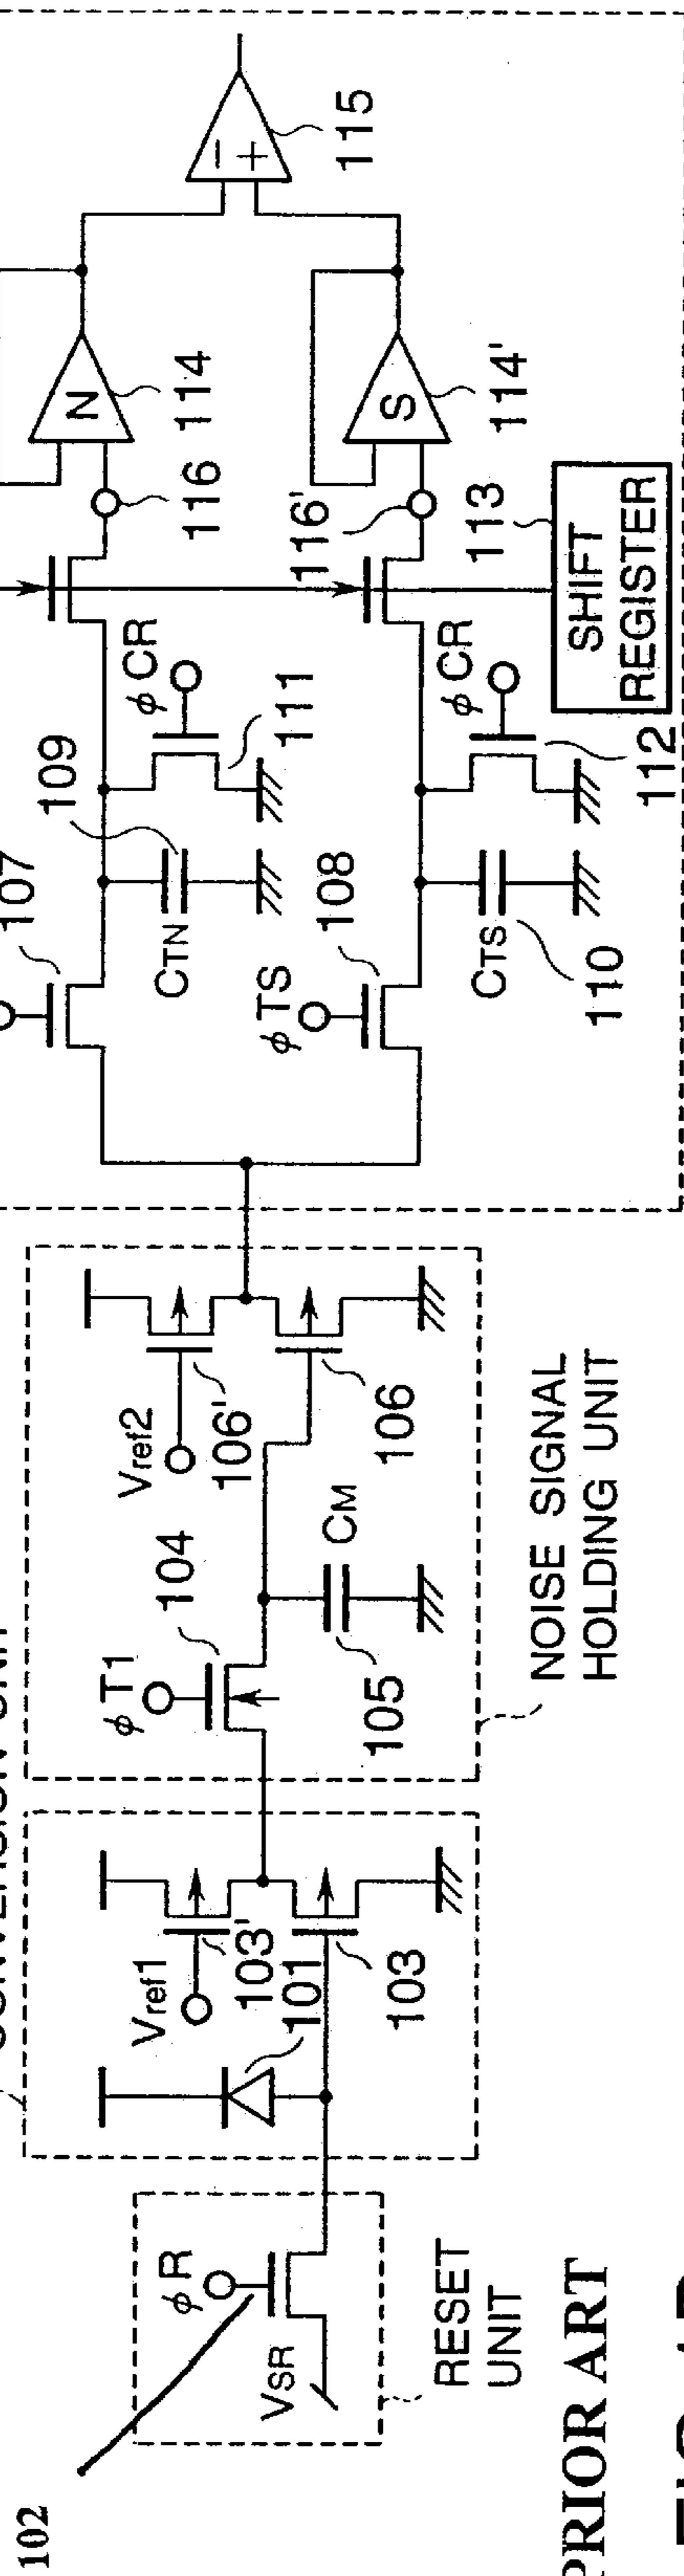 102
PRIOR ART
RESET
UNIT
VSR
φR
101
Vref1
103'
103
φT1
104
105
CM
Vref2
106'
106
NOISE SIGNAL
HOLDING UNIT
107
φTS
108
CTN
109
CTS
110
φCR
111
φCR
112
116
116'
113
SHIFT
REGISTER
N
114
S
114'
−
+
115